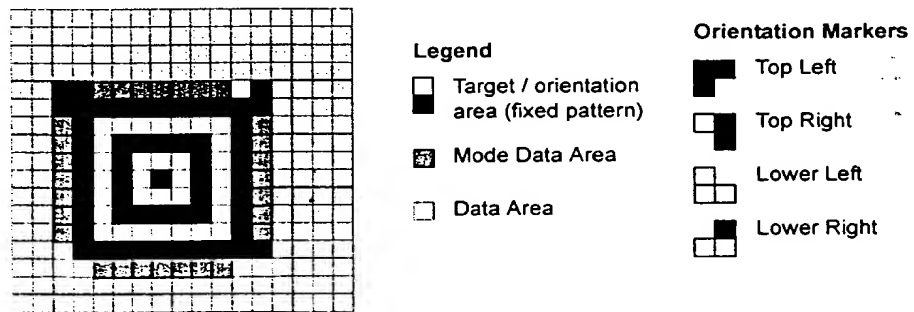 Legend
Target / orientation
area (fixed pattern)
Mode Data Area
Data Area
Orientation Markers
Top Left
Top Right
Lower Left
Lower Right